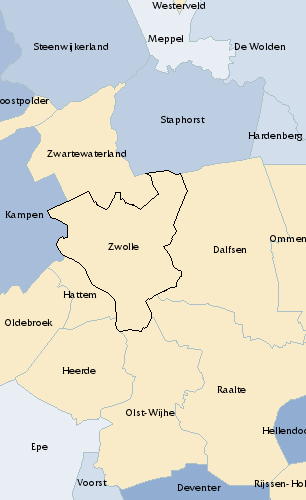 Westerveld
Meppel
Steenwijkerland
De Wolden
oostpolder
Staphorst
Hardenberg
Zwartewaterland
Kampen
Zwolle
Dalfsen
Ommen
Hattem
Oldebroek
Heerde
Raalte
Olst-Wijhe
Hellendoo
Epe
Voorst
Deventer
Rijssen-Hol